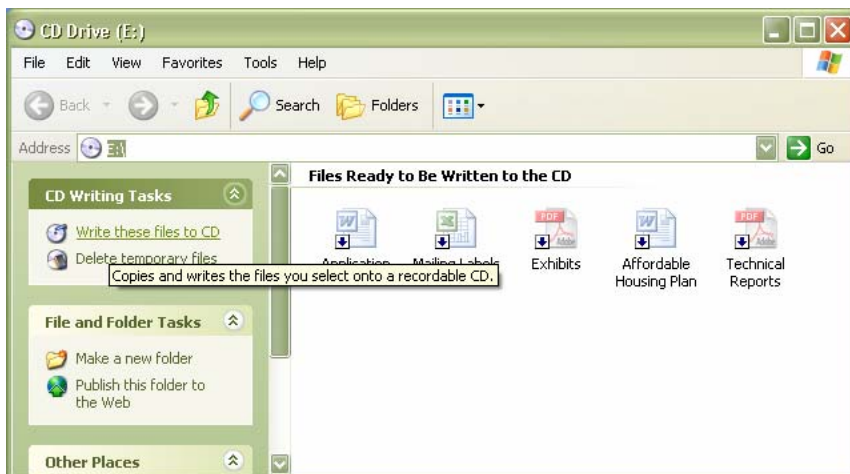 CD Drive (E:)
File Edit View Favorites Tools Help
Back Search Folders
Address E:\ Go
CD Writing Tasks
Write these files to CD
Delete temporary files
Copies and writes the files you select onto a recordable CD.
File and Folder Tasks
Make a new folder
Publish this folder to
the Web
Other Places
Files Ready to Be Written to the CD
Application Mailing Labels Exhibits Affordable
Housing Plan Technical
Reports